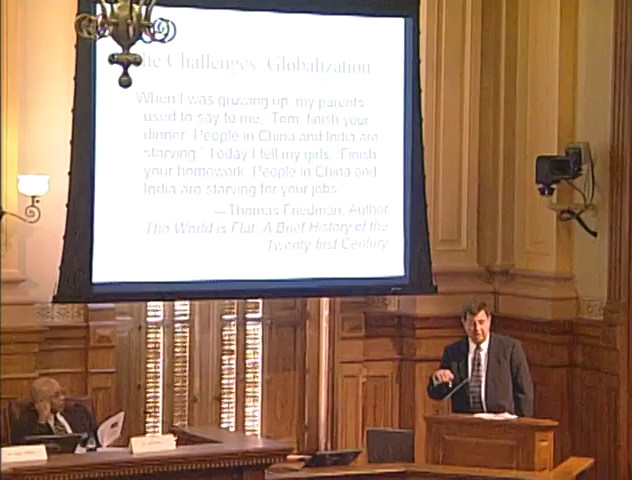 The Challenges: Globalization
When I was growing up, my parents
used to say to me, 'Tom, finish your
dinner. People in China and India are
starving.' Today I tell my girls, 'Finish
your homework. People in China and
India are starving for your jobs.'
—Thomas Friedman, Author
The World is Flat: A Brief History of the
Twenty-first Century